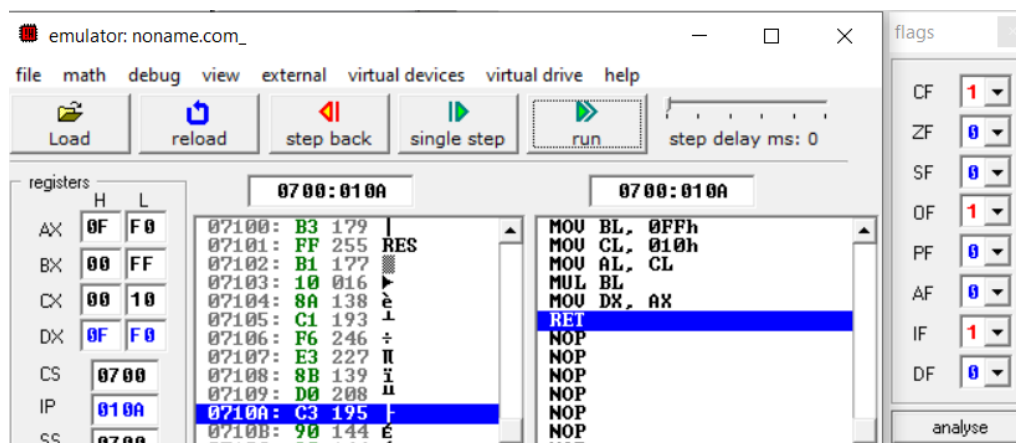 emulator: noname.com_
file math debug view external virtual devices virtual drive help
Load reload step back single step run step delay ms: 0
registers
H L
AX 0F F0
BX 00 FF
CX 00 10
DX 0F F0
CS 0700
IP 010A
SS 0700
0700:010A
07100: B3 179 │
07101: FF 255 RES
07102: B1 177 ▒
07103: 10 016 ►
07104: 8A 138 è
07105: C1 193 ┴
07106: F6 246 ÷
07107: E3 227 π
07108: 8B 139 ï
07109: D0 208 ╨
0710A: C3 195 ├
0710B: 90 144 É
0700:010A
MOV BL, 0FFh
MOV CL, 010h
MOV AL, CL
MUL BL
MOV DX, AX
RET
NOP
NOP
NOP
NOP
NOP
NOP
flags
CF 1
ZF 0
SF 0
OF 1
PF 0
AF 0
IF 1
DF 0
analyse